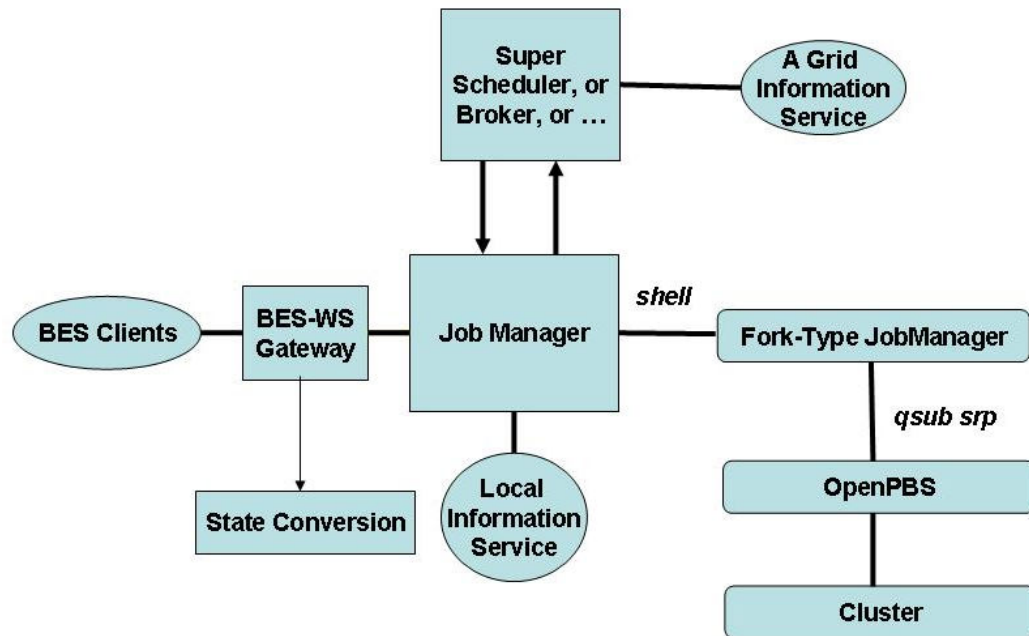 Super
Scheduler, or
Broker, or …
A Grid
Information
Service
shell
BES Clients
BES-WS
Gateway
Job Manager
Fork-Type JobManager
qsub srp
State Conversion
Local
Information
Service
OpenPBS
Cluster